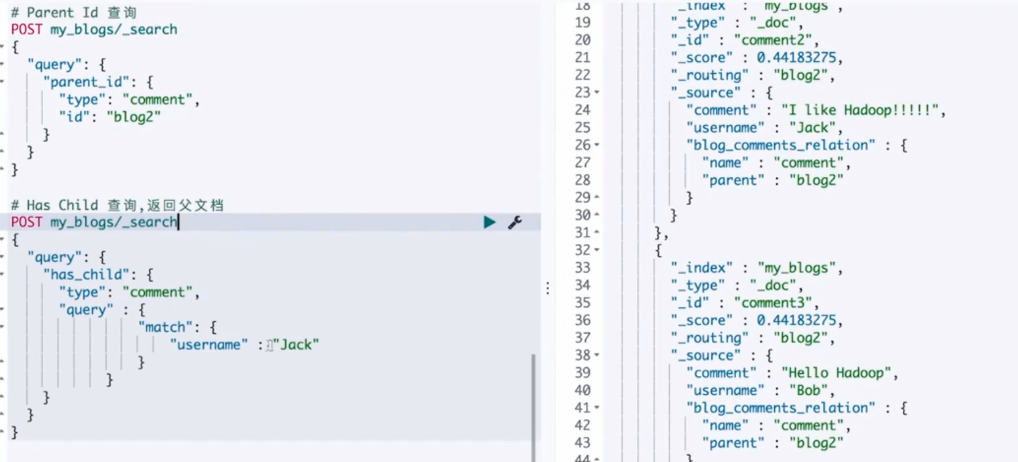 # Parent Id 查询
POST my_blogs/_search
{
"query": {
"parent_id": {
"type": "comment",
"id": "blog2"
}
}
}
# Has Child 查询,返回父文档
POST my_blogs/_search
{
"query": {
"has_child": {
"type": "comment",
"query" : {
"match": {
"username" : "Jack"
}
}
}
}
}
18 "_index" : "my_blogs",
19 "_type" : "_doc",
20 "_id" : "comment2",
21 "_score" : 0.44183275,
22 "_routing" : "blog2",
23 "_source" : {
24 "comment" : "I like Hadoop!!!!!",
25 "username" : "Jack",
26 "blog_comments_relation" : {
27 "name" : "comment",
28 "parent" : "blog2"
29 }
30 }
31 },
32 {
33 "_index" : "my_blogs",
34 "_type" : "_doc",
35 "_id" : "comment3",
36 "_score" : 0.44183275,
37 "_routing" : "blog2",
38 "_source" : {
39 "comment" : "Hello Hadoop",
40 "username" : "Bob",
41 "blog_comments_relation" : {
42 "name" : "comment",
43 "parent" : "blog2"
44 }